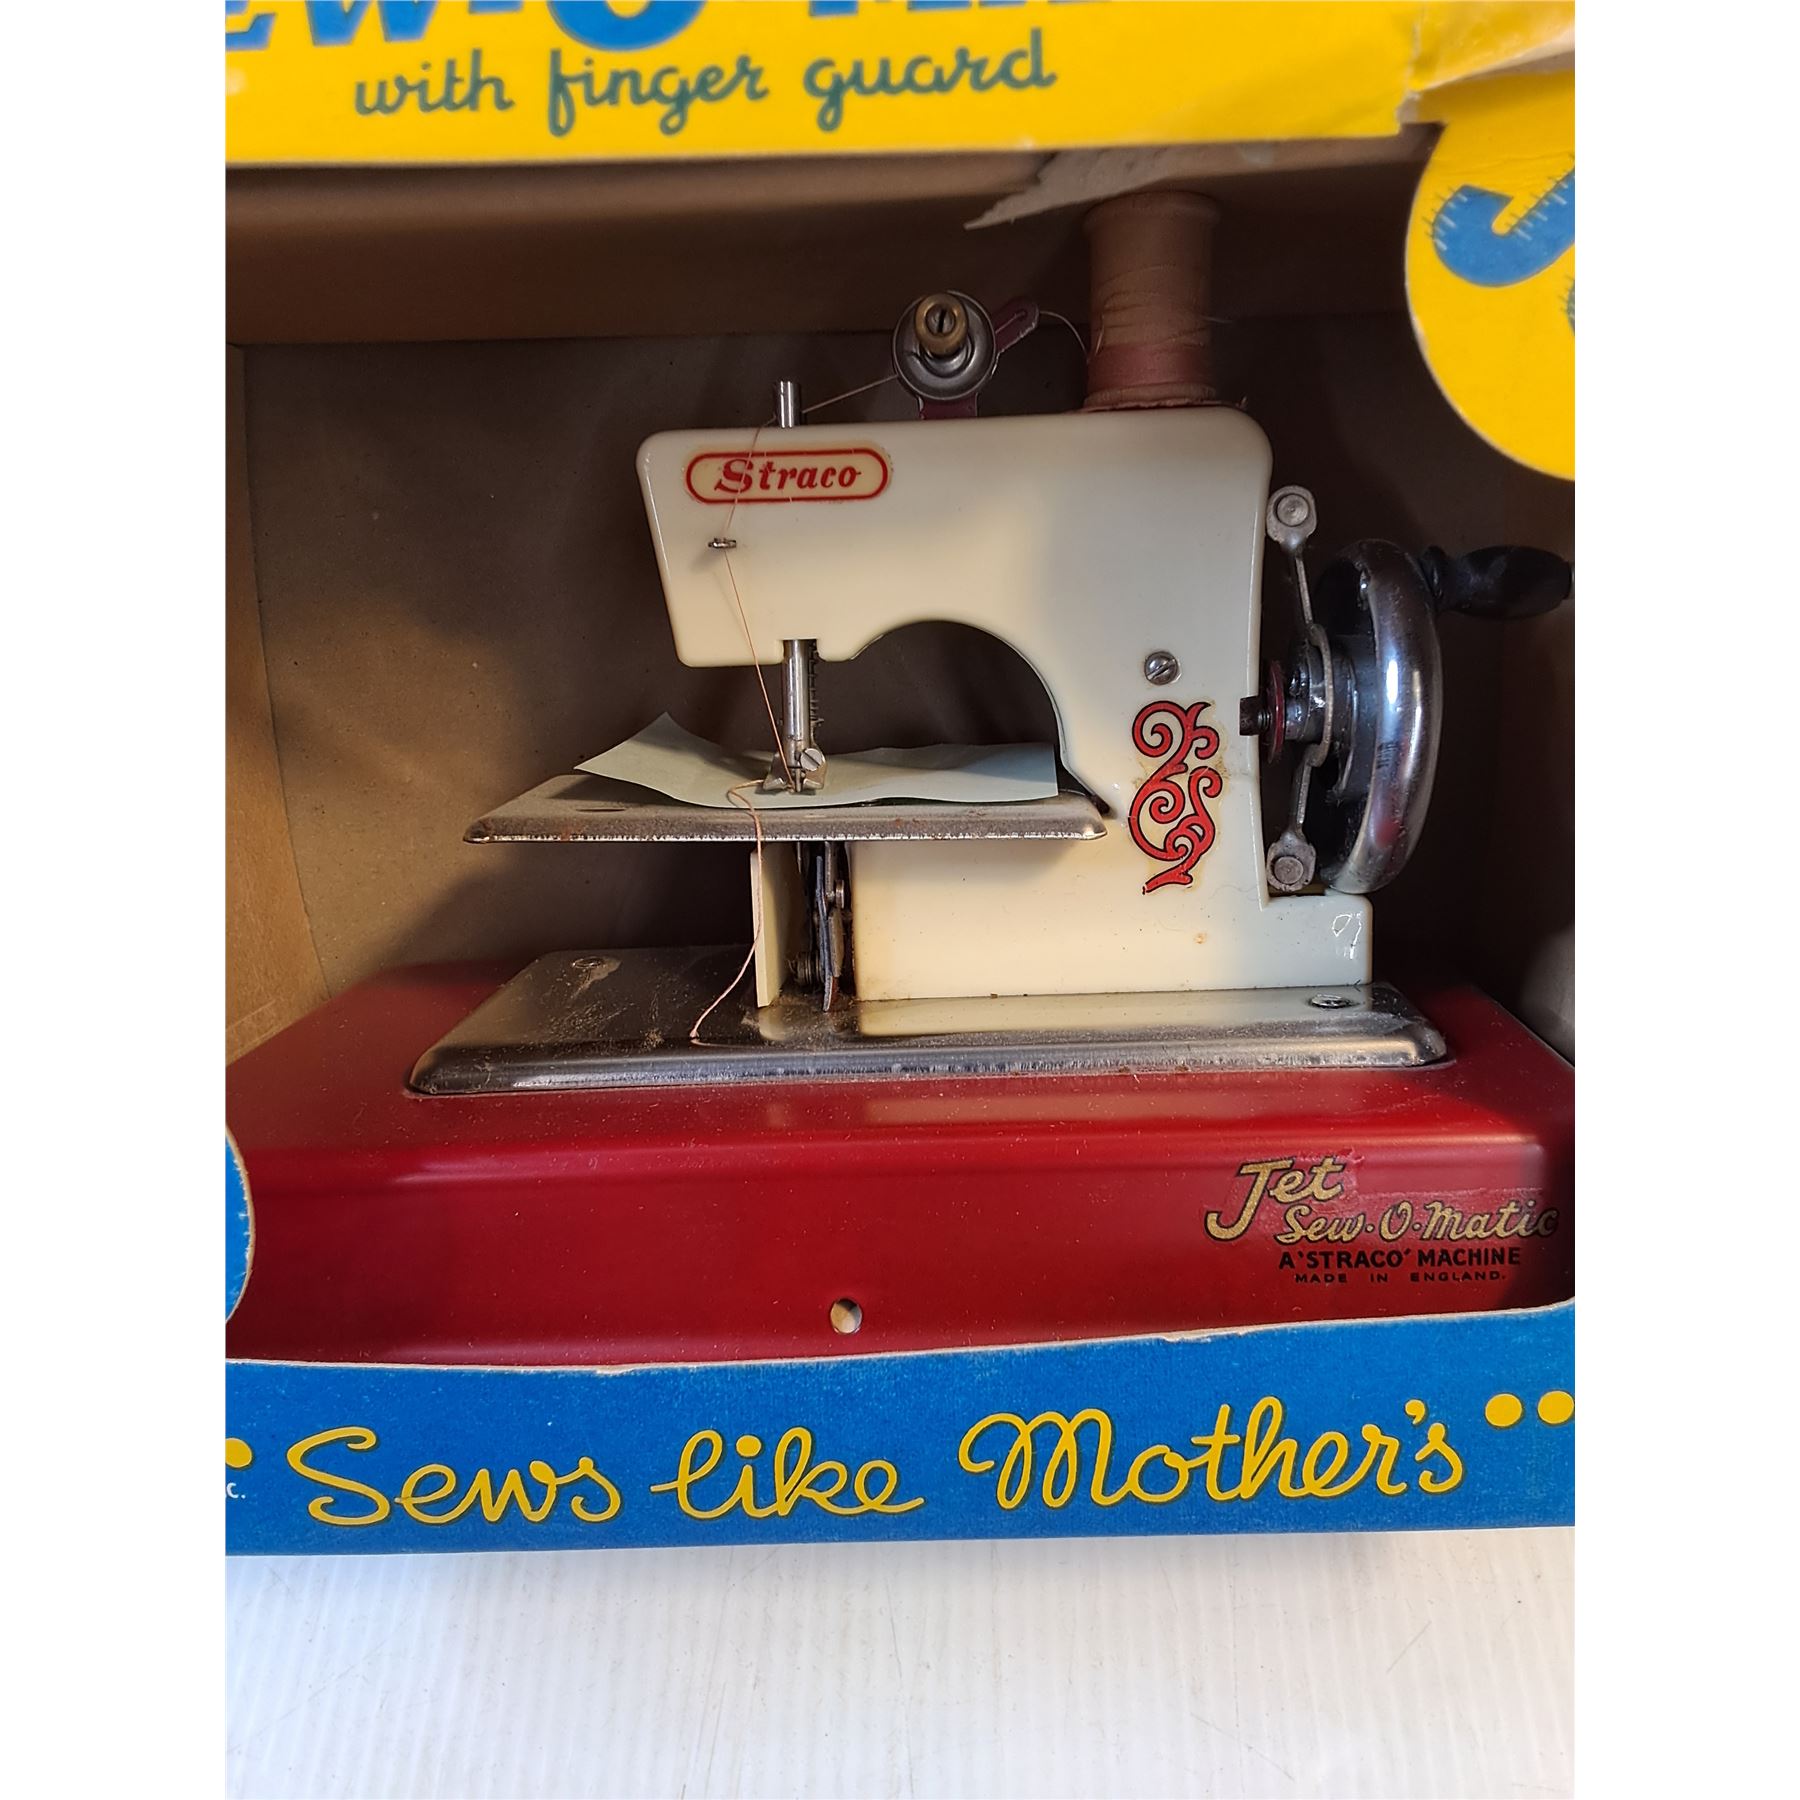 with finger guard
Straco
Jet
Sew-O-Matic
A 'STRACO' MACHINE
MADE IN ENGLAND.
Sews like Mother's